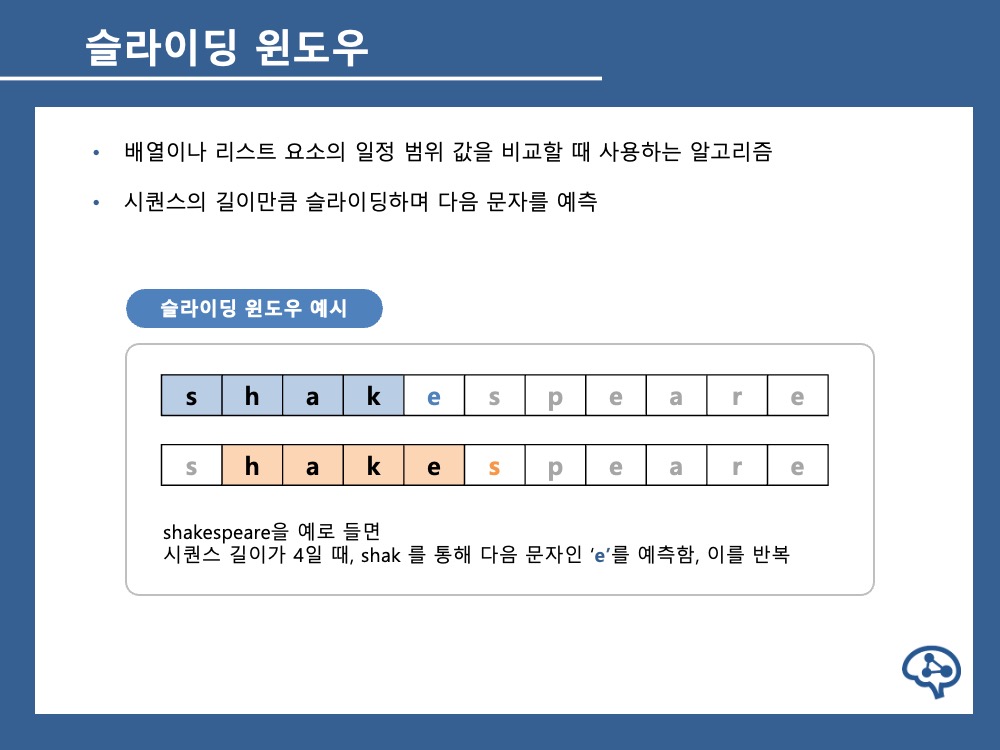 슬라이딩 윈도우
• 배열이나 리스트 요소의 일정 범위 값을 비교할 때 사용하는 알고리즘
• 시퀀스의 길이만큼 슬라이딩하며 다음 문자를 예측
슬라이딩 윈도우 예시
s h a k e s p e a r e
s h a k e s p e a r e
shakespeare을 예로 들면
시퀀스 길이가 4일 때, shak 를 통해 다음 문자인 ‘e’를 예측함, 이를 반복